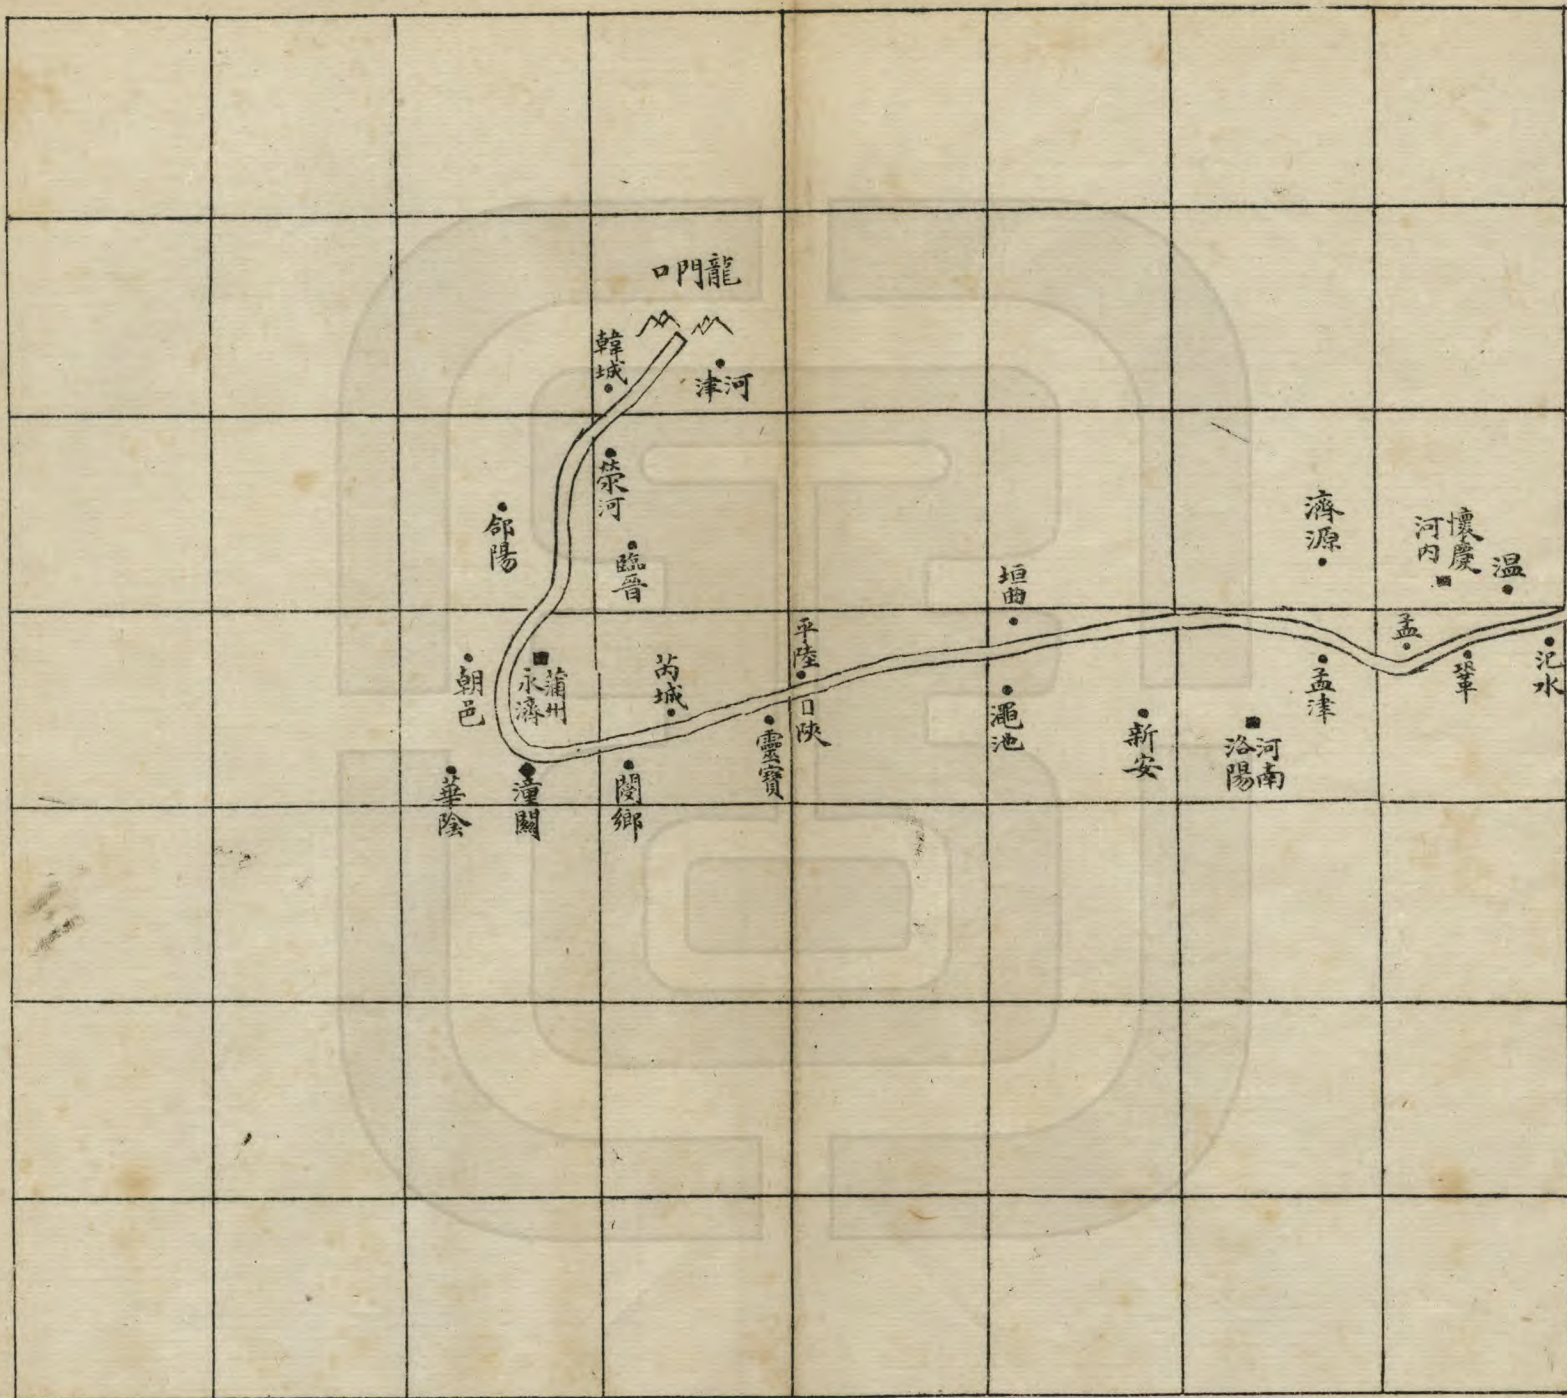 龍門口
韓城
河津
滎河
郃陽
臨晉
濟源
懷慶
河內
温
垣曲
平陸
孟
芮城
蒲州
永濟
朝邑
汜水
鞏
孟津
澠池
陝
靈寶
新安
河南
洛陽
閿鄉
潼關
華陰